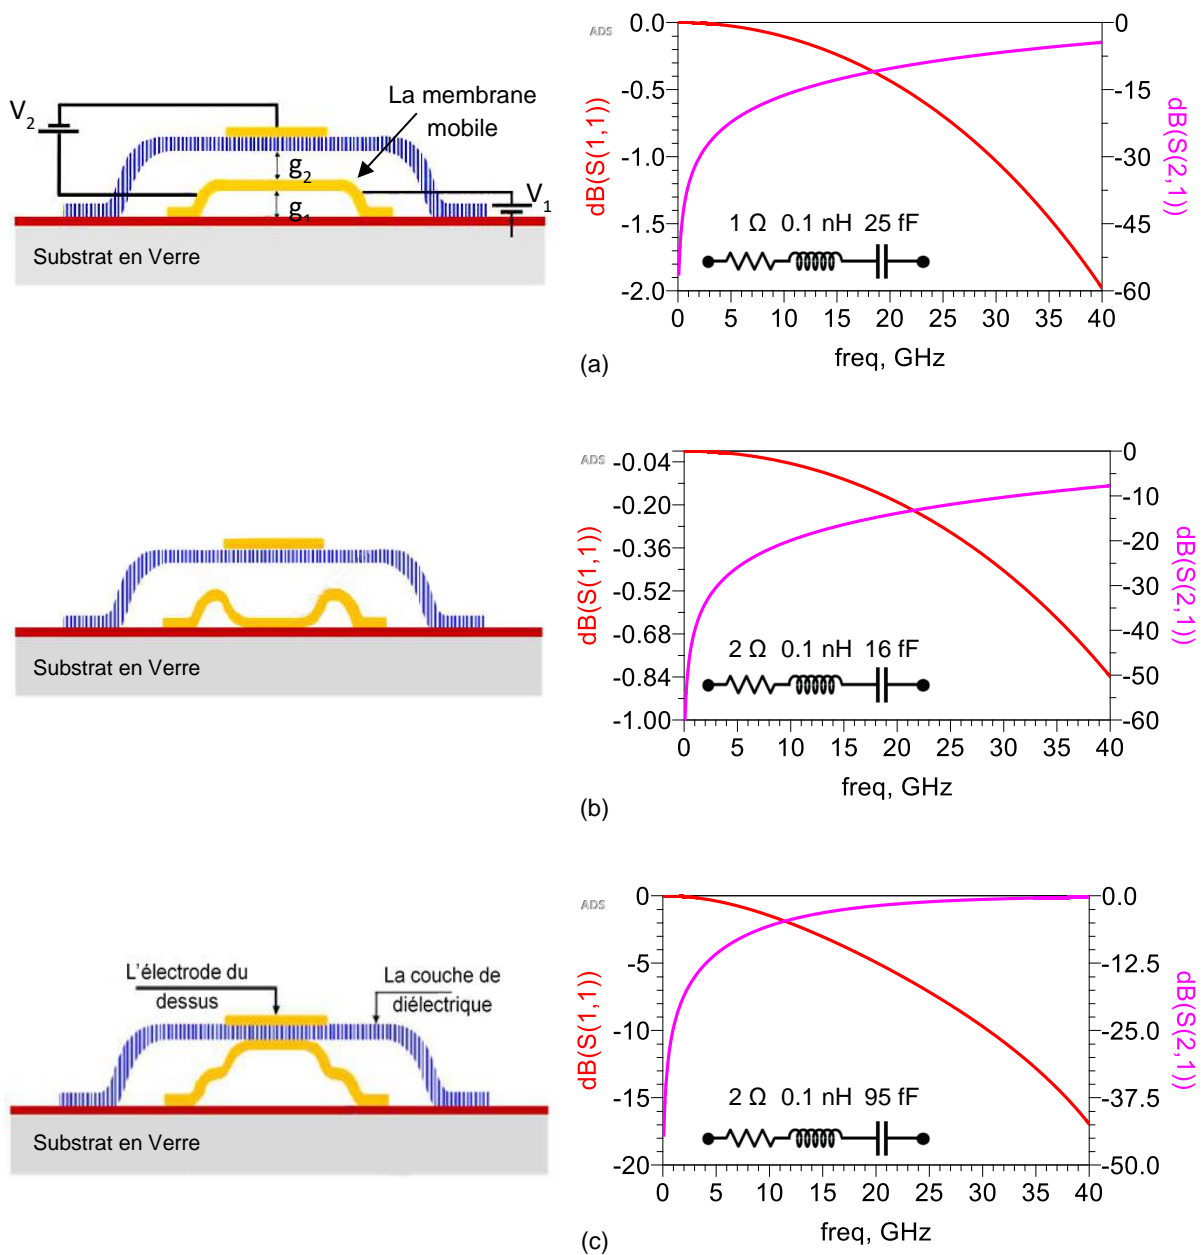 V2
La membrane
mobile
g2
g1
V1
Substrat en Verre
ADS
0.0
-0.5
-1.0
-1.5
-2.0
dB(S(1,1))
0
-15
-30
-45
-60
dB(S(2,1))
1 Ω 0.1 nH 25 fF
0 5 10 15 20 25 30 35 40
freq, GHz
(a)
Substrat en Verre
ADS
-0.04
-0.20
-0.36
-0.52
-0.68
-0.84
-1.00
dB(S(1,1))
0
-10
-20
-30
-40
-50
-60
dB(S(2,1))
2 Ω 0.1 nH 16 fF
0 5 10 15 20 25 30 35 40
freq, GHz
(b)
L'électrode du
dessus
La couche de
diélectrique
Substrat en Verre
ADS
0
-5
-10
-15
-20
dB(S(1,1))
0.0
-12.5
-25.0
-37.5
-50.0
dB(S(2,1))
2 Ω 0.1 nH 95 fF
0 5 10 15 20 25 30 35 40
freq, GHz
(c)